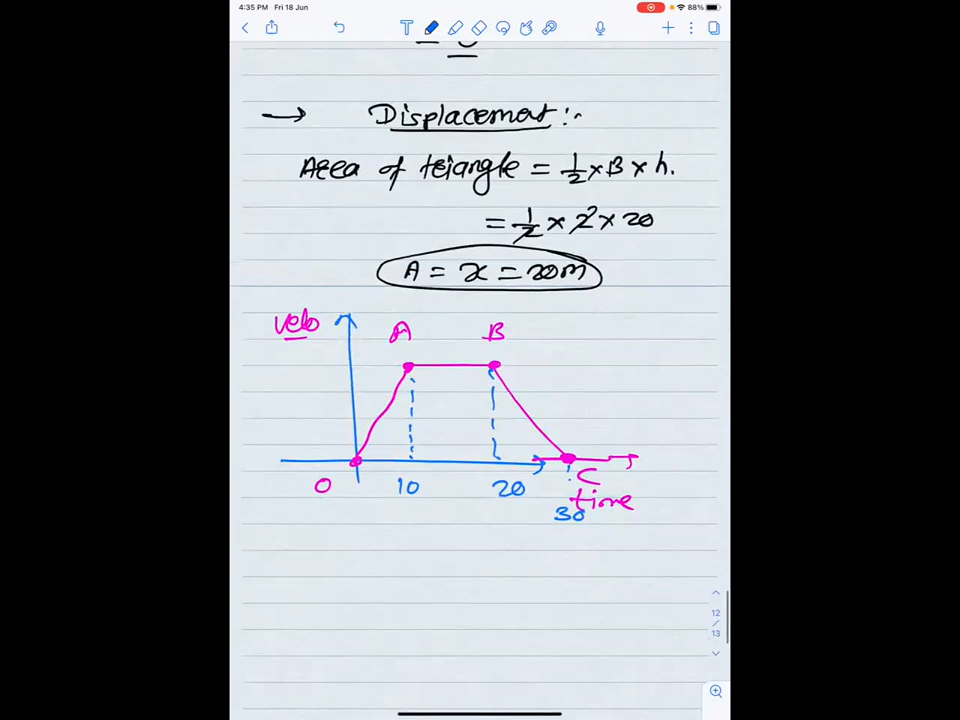 4:35 PM Fri 18 Jun
88%
T
→ Displacement :-
Area of triangle = 1/2 × B × h.
= 1/2 × 2 × 20
A = x = 20m
velo
A
B
0
10
20
C
time
30
12
13